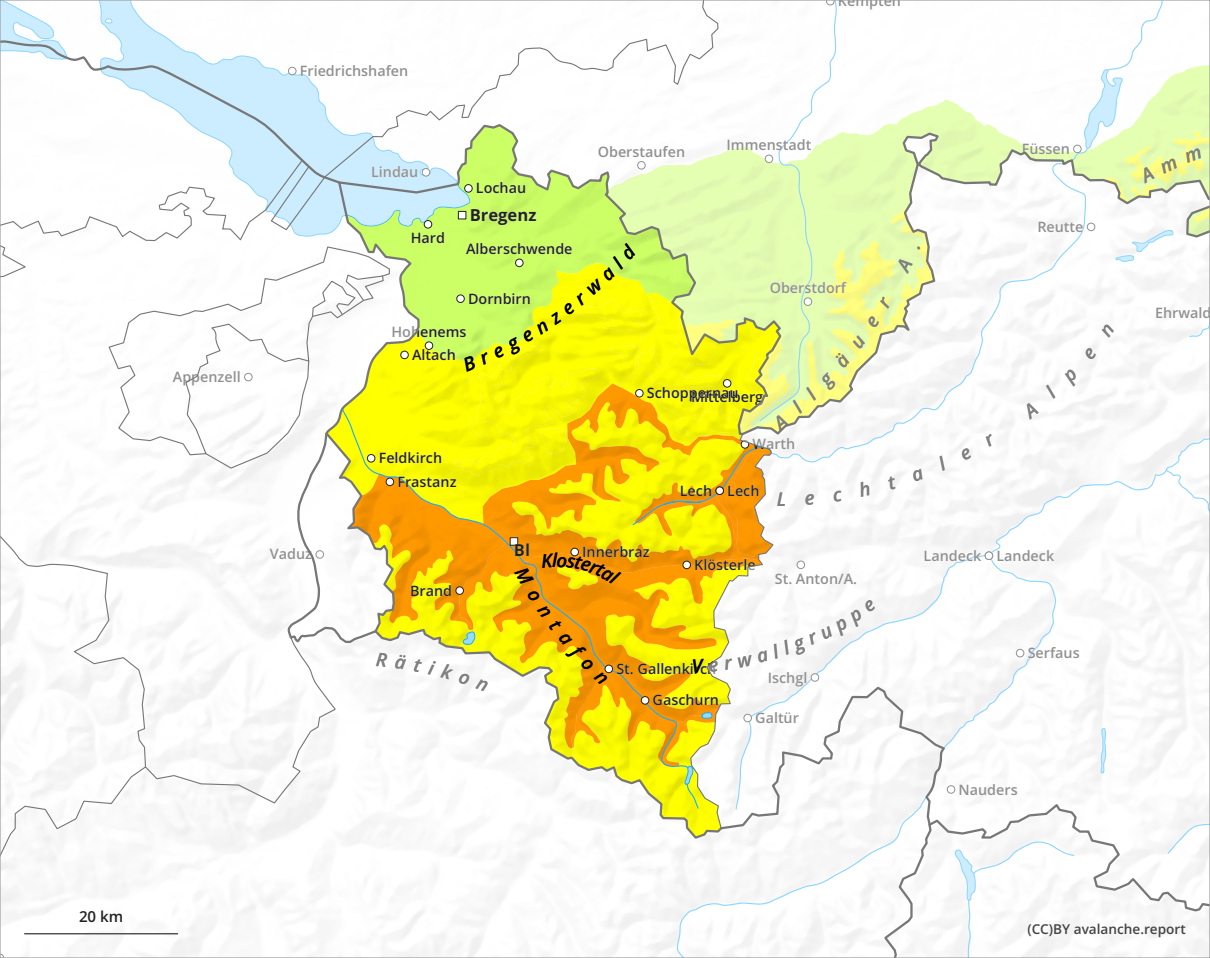 Kempten
Friedrichshafen
Immenstadt
Oberstaufen
Füssen
Amm
Lindau
Lochau
Bregenz
Reutte
Hard
Alberschwende
Allgäuer A.
Oberstdorf
Dornbirn
Bregenzerwald
Ehrwald
Hohenems
Altach
Appenzell
Schoppernau
Mittelberg
Warth
Lechtaler Alpen
Feldkirch
Frastanz
Lech
Lech
Vaduz
Bl
Innerbraz
Klostertal
Klösterle
St. Anton/A.
Landeck
Landeck
Brand
Montafon
Verwallgruppe
Rätikon
St. Gallenkirch
Serfaus
Ischgl
Gaschurn
Galtür
Nauders
20 km
(CC)BY avalanche.report